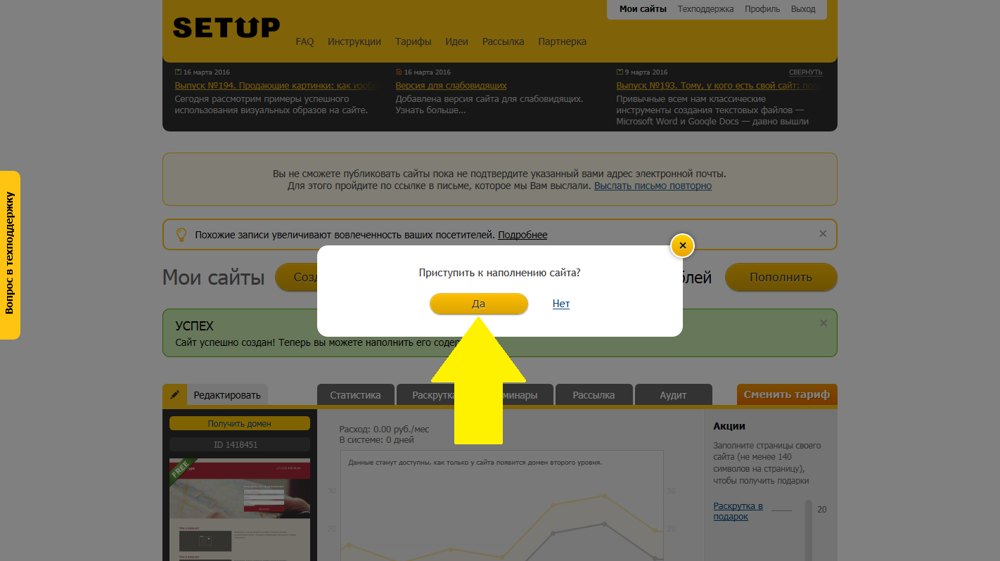 Мои сайты Техподдержка Профиль Выход
SETUP
FAQ Инструкции Тарифы Идеи Рассылка Партнерка
16 марта 2016
Выпуск №194. Продающие картинки: как
Сегодня рассмотрим примеры успешного
использования визуальных образов на сайте.
16 марта 2016
Версия для слабовидящих
Добавлена версия сайта для слабовидящих.
Узнать больше...
9 марта 2016 СВЕРНУТЬ
Выпуск №193. Тому, у кого есть свой сайт:
Привычные всем нам классические
инструменты создания текстовых файлов —
Microsoft Word и Google Docs — давно вышли
Вопрос в техподдержку
Вы не сможете публиковать сайты пока не подтвердите указанный вами адрес электронной почты.
Для этого пройдите по ссылке в письме, которое мы Вам выслали. Выслать письмо повторно
Похожие записи увеличивают вовлеченность ваших посетителей. Подробнее
Приступить к наполнению сайта?
Да Нет
Мои сайты Созд блей Пополнить
УСПЕХ
Сайт успешно создан! Теперь вы можете наполнить его содер
Редактировать Статистика Раскрутка минары Рассылка Аудит Сменить тариф
Получить домен
ID 1418451
FREE
Расход: 0.00 руб./мес
В системе: 0 дней
Данные станут доступны, как только у сайта появится домен второго уровня.
30 30
20 20
Акции
Заполните страницы своего
сайта (не менее 140
символов на страницу),
чтобы получить подарки
Раскрутка в
подарок
20